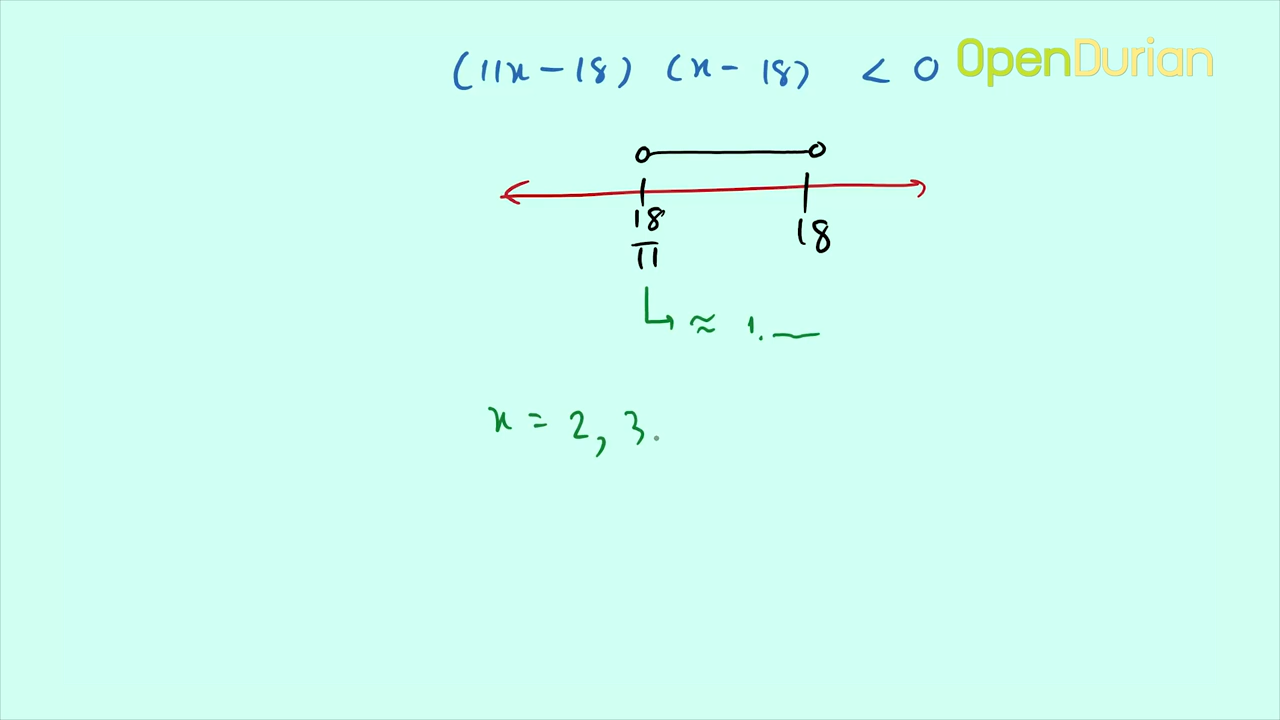 (11x - 18) (x - 18) < 0
OpenDurian
18/11 18
≈ 1.
x = 2, 3